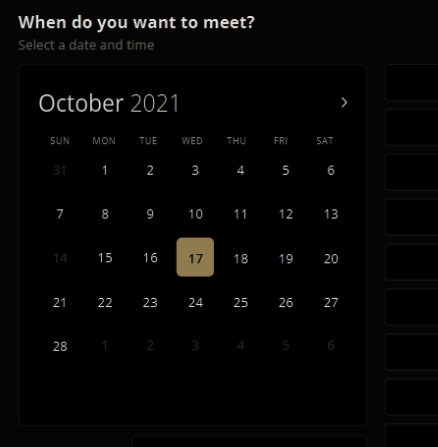 When do you want to meet?
Select a date and time
October 2021
SUN MON TUE WED THU FRI SAT
31 1 2 3 4 5 6
7 8 9 10 11 12 13
14 15 16 17 18 19 20
21 22 23 24 25 26 27
28 1 2 3 4 5 6